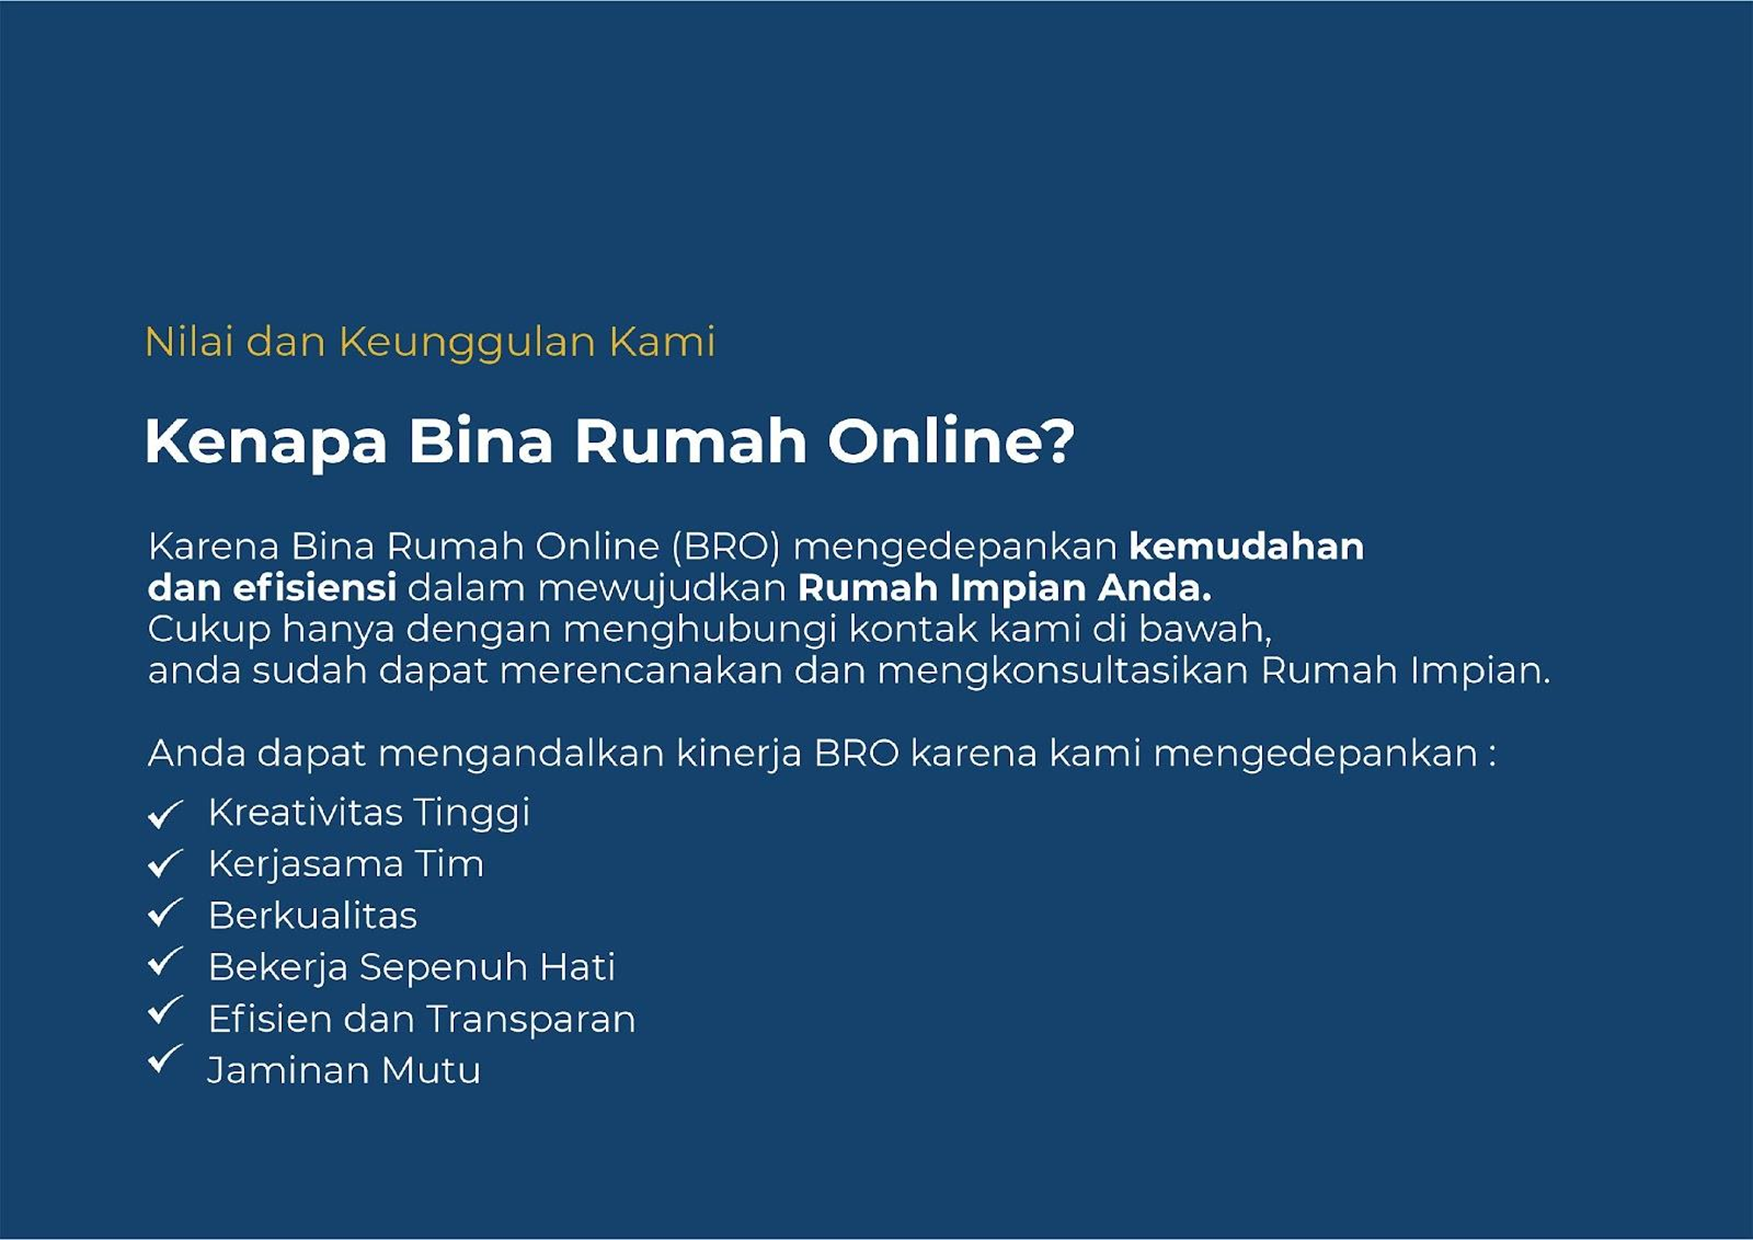 Nilai dan Keunggulan Kami
Kenapa Bina Rumah Online?
Karena Bina Rumah Online (BRO) mengedepankan kemudahan
dan efisiensi dalam mewujudkan Rumah Impian Anda.
Cukup hanya dengan menghubungi kontak kami di bawah,
anda sudah dapat merencanakan dan mengkonsultasikan Rumah Impian.
Anda dapat mengandalkan kinerja BRO karena kami mengedepankan :
✓ Kreativitas Tinggi
✓ Kerjasama Tim
✓ Berkualitas
✓ Bekerja Sepenuh Hati
✓ Efisien dan Transparan
✓ Jaminan Mutu